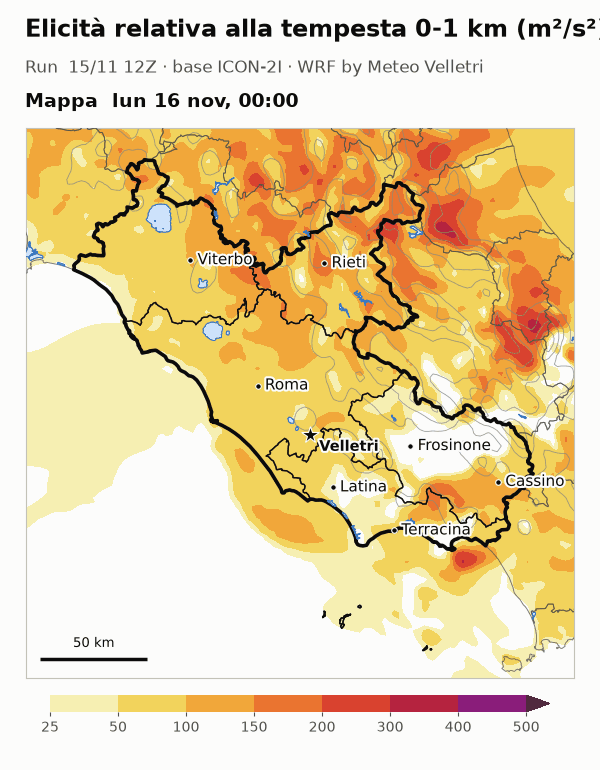 Elicità relativa alla tempesta 0-1 km (m²/s²)
Run 15/11 12Z · base ICON-2I · WRF by Meteo Velletri
Mappa lun 16 nov, 00:00
Viterbo
Rieti
Roma
Velletri
Frosinone
Cassino
Latina
Terracina
50 km
25 50 100 150 200 300 400 500